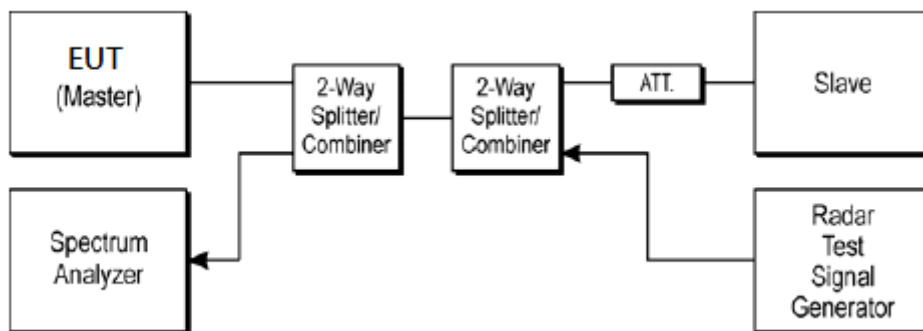 EUT
(Master)
2-Way
Splitter/
Combiner
2-Way
Splitter/
Combiner
ATT.
Slave
Spectrum
Analyzer
Radar
Test
Signal
Generator